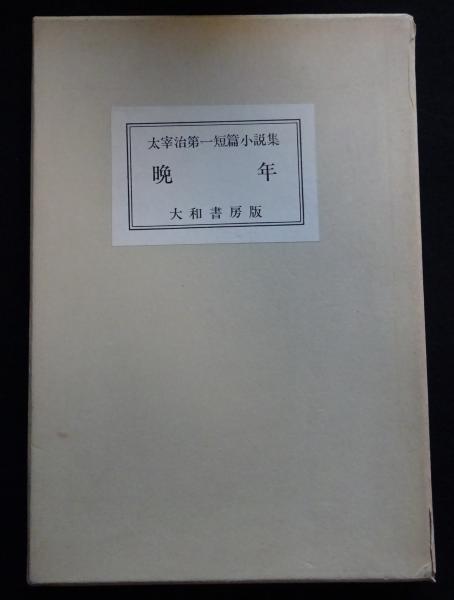 太宰治第一短篇小説集
晩年
大和書房版